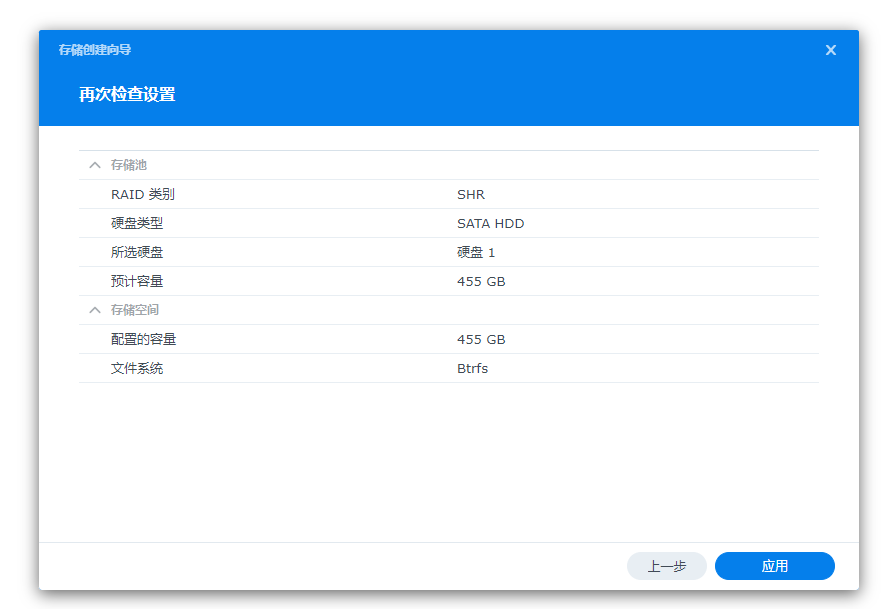 存储创建向导
再次检查设置
存储池
RAID 类别 SHR
硬盘类型 SATA HDD
所选硬盘 硬盘 1
预计容量 455 GB
存储空间
配置的容量 455 GB
文件系统 Btrfs
上一步 应用